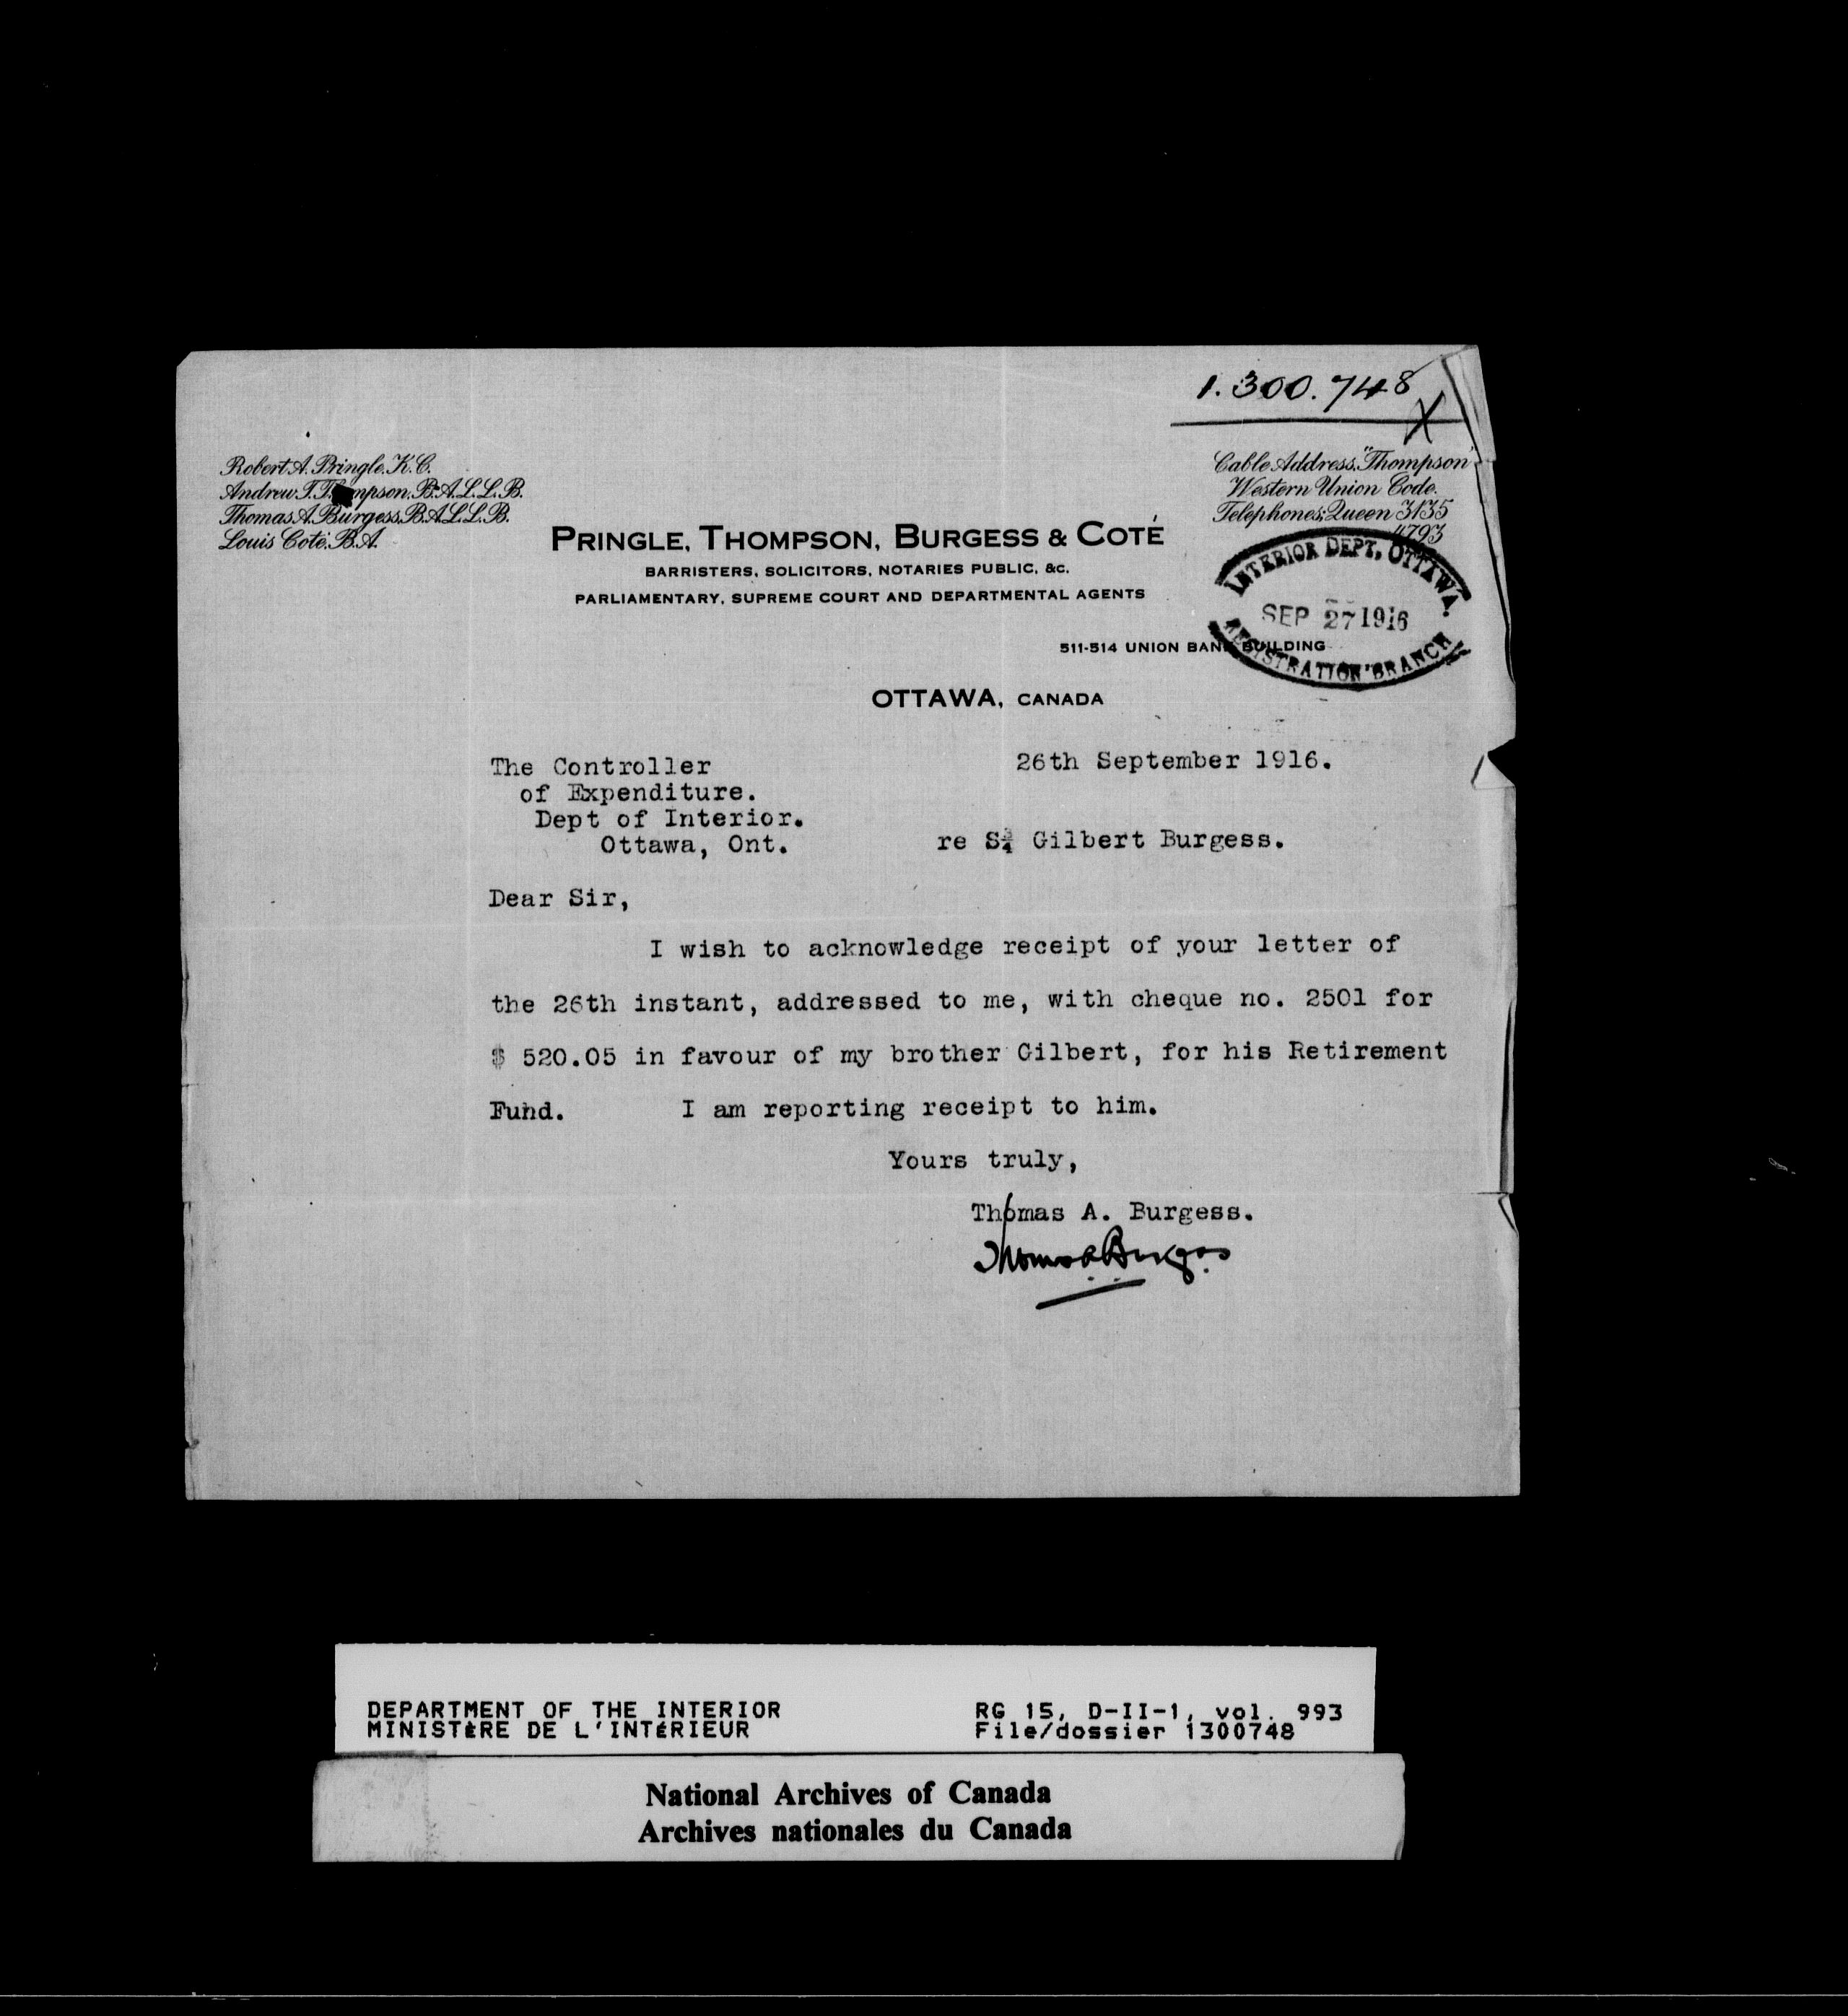 1.300.748
X
Robert A. Pringle, K.C.
Andrew T. Thompson, B.A. L.L.B.
Thomas A. Burgess, B.A. L.L.B.
Louis Coté, B.A.
Cable Address, "Thompson"
Western Union Code.
Telephones; Queen 3135
4793
PRINGLE, THOMPSON, BURGESS & COTÉ
BARRISTERS, SOLICITORS, NOTARIES PUBLIC, &c.
PARLIAMENTARY, SUPREME COURT AND DEPARTMENTAL AGENTS
INTERIOR DEPT, OTTAWA.
SEP 27 1916
REGISTRATION BRANCH
511-514 UNION BANK BUILDING
OTTAWA, CANADA
The Controller
of Expenditure.
Dept of Interior.
Ottawa, Ont.
26th September 1916.
re S¾ Gilbert Burgess.
Dear Sir,
I wish to acknowledge receipt of your letter of
the 26th instant, addressed to me, with cheque no. 2501 for
$ 520.05 in favour of my brother Gilbert, for his Retirement
Fund. I am reporting receipt to him.
Yours truly,
Thomas A. Burgess.
Thomas A Burgess
DEPARTMENT OF THE INTERIOR
MINISTÈRE DE L'INTÉRIEUR
RG 15, D-II-1, vol. 993
File/dossier 1300748
National Archives of Canada
Archives nationales du Canada